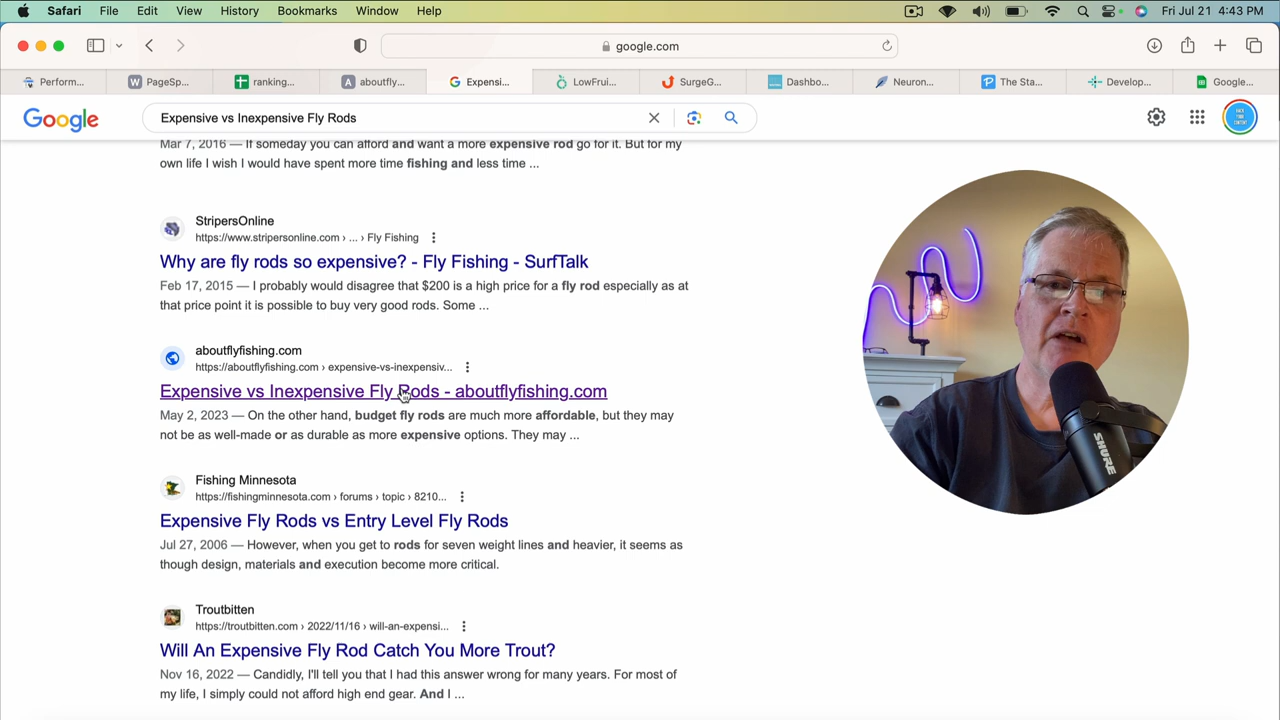 Safari File Edit View History Bookmarks Window Help Fri Jul 21 4:43 PM
google.com
Perform... PageSp... ranking... aboutfly... Expensi... LowFrui... SurgeG... Dashbo... Neuron... The Sta... Develop... Google...
Google Expensive vs Inexpensive Fly Rods
Mar 7, 2016 — If someday you can afford and want a more expensive rod go for it. But for my
own life I wish I would have spent more time fishing and less time ...
StripersOnline
https://www.stripersonline.com › ... › Fly Fishing
Why are fly rods so expensive? - Fly Fishing - SurfTalk
Feb 17, 2015 — I probably would disagree that $200 is a high price for a fly rod especially as at
that price point it is possible to buy very good rods. Some ...
aboutflyfishing.com
https://aboutflyfishing.com › expensive-vs-inexpensiv...
Expensive vs Inexpensive Fly Rods - aboutflyfishing.com
May 2, 2023 — On the other hand, budget fly rods are much more affordable, but they may
not be as well-made or as durable as more expensive options. They may ...
Fishing Minnesota
https://fishingminnesota.com › forums › topic › 8210...
Expensive Fly Rods vs Entry Level Fly Rods
Jul 27, 2006 — However, when you get to rods for seven weight lines and heavier, it seems as
though design, materials and execution become more critical.
Troutbitten
https://troutbitten.com › 2022/11/16 › will-an-expensi...
Will An Expensive Fly Rod Catch You More Trout?
Nov 16, 2022 — Candidly, I'll tell you that I had this answer wrong for many years. For most of
my life, I simply could not afford high end gear. And I ...
SHURE